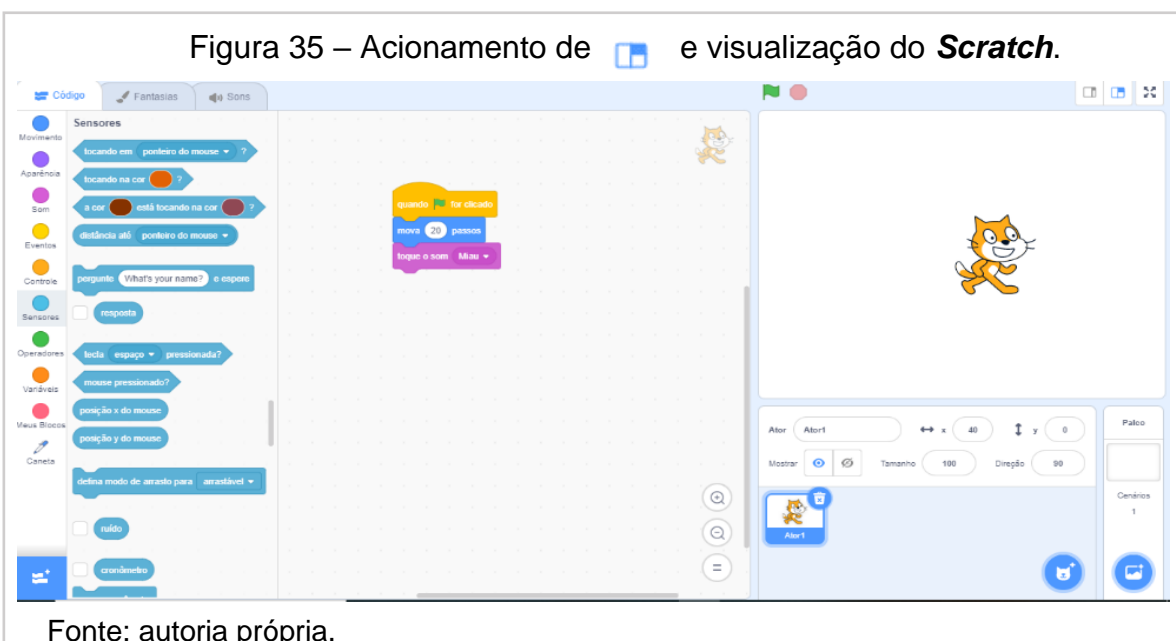 Figura 35 – Acionamento de e visualização do Scratch.
Código Fantasias Sons
Movimento
Aparência
Som
Eventos
Controle
Sensores
Operadores
Variáveis
Meus Blocos
Caneta
Sensores
tocando em ponteiro do mouse ?
tocando na cor ?
a cor está tocando na cor ?
distância até ponteiro do mouse
pergunte What's your name? e espere
resposta
tecla espaço pressionada?
mouse pressionado?
posição x do mouse
posição y do mouse
defina modo de arrasto para arrastável
ruído
cronômetro
quando for clicado
mova 20 passos
toque o som Miau
Ator Ator1 x 40 y 0
Mostrar Tamanho 100 Direção 90
Ator1
Palco
Cenários
1
Fonte: autoria própria.